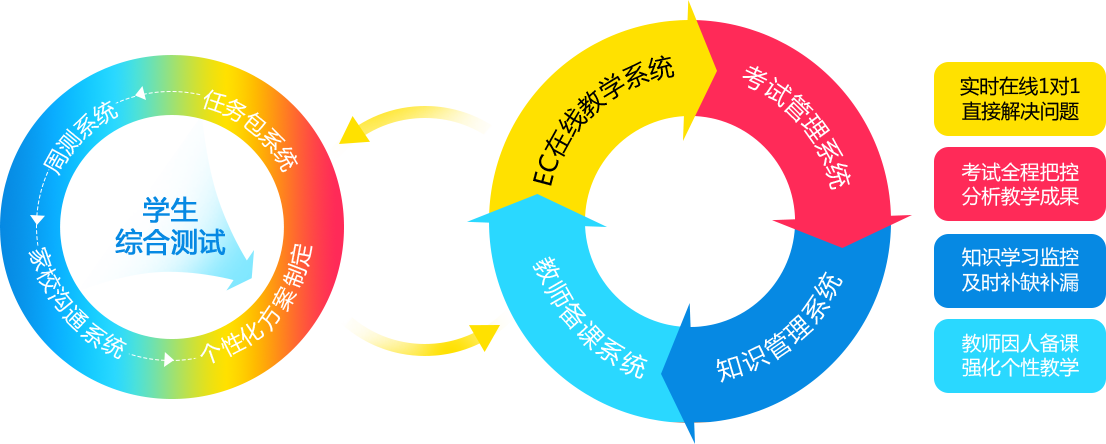 任务包系统
周测系统
家校沟通系统
个性化方案制定
学生
综合测试
EC在线教学系统
考试管理系统
知识管理系统
教师备课系统
实时在线1对1
直接解决问题
考试全程把控
分析教学成果
知识学习监控
及时补缺补漏
教师因人备课
强化个性教学